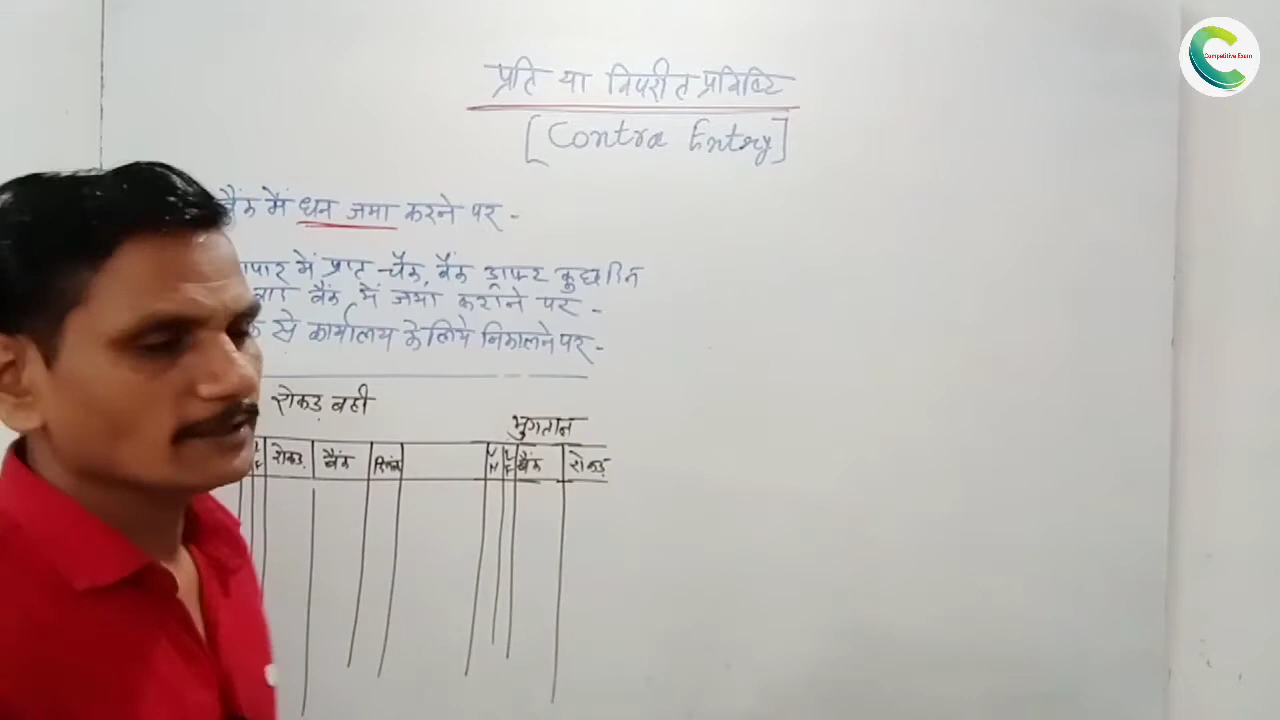 Competitive Exam
प्रति या विपरीत प्रविष्टि
[Contra Entry]
बैंक में धन जमा करने पर -
में प्राप्त चैक, बैंक ड्राफ्ट कुछ दिन
बाद बैंक में जमा कराने पर -
से कार्यालय के लिये निकालने पर -
रोकड़ बही
भुगतान
रोकड़ बैंक दिनांक बैंक रोकड़